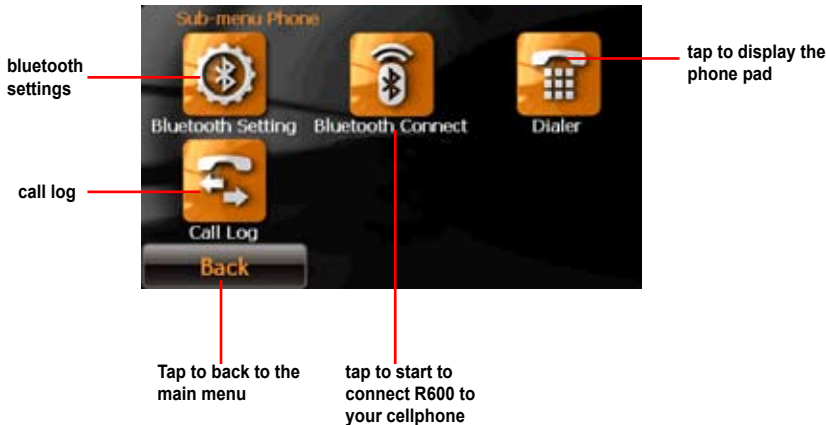 Sub-menu Phone
bluetooth
settings
tap to display the
phone pad
Bluetooth Setting
Bluetooth Connect
Dialer
call log
Call Log
Back
Tap to back to the
main menu
tap to start to
connect R600 to
your cellphone